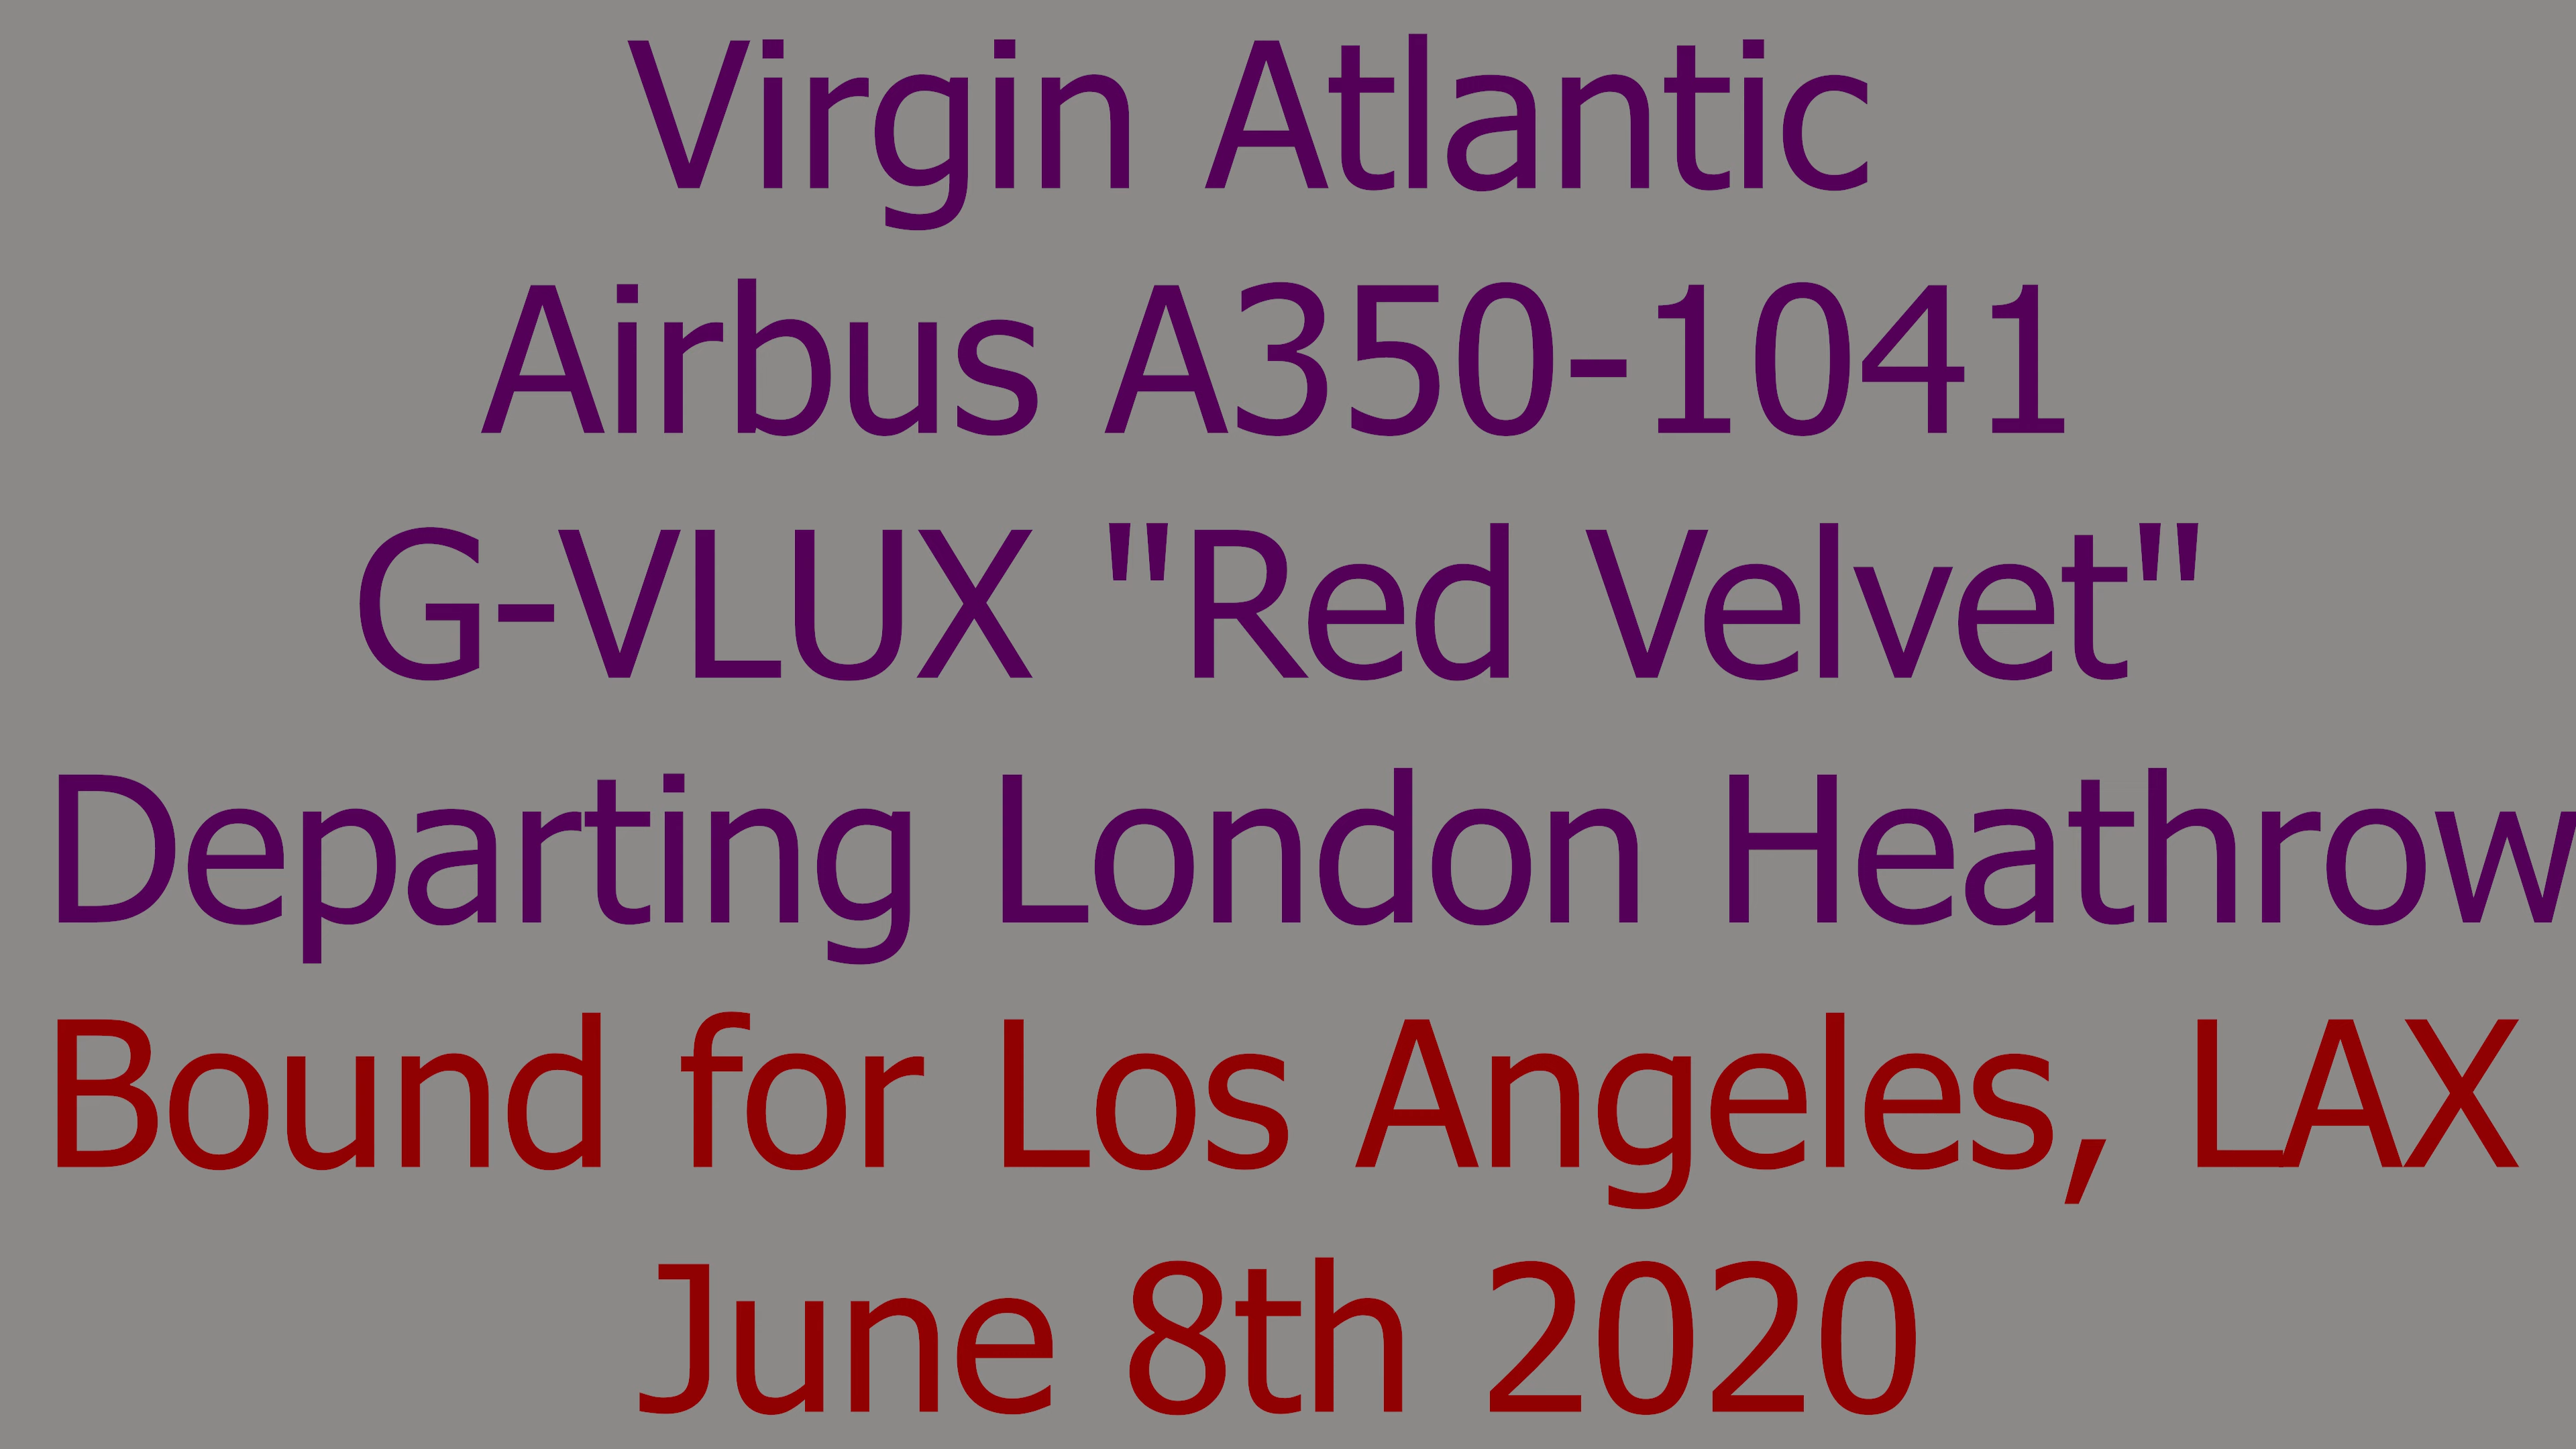 Virgin Atlantic
Airbus A350-1041
G-VLUX "Red Velvet"
Departing London Heathrow
Bound for Los Angeles, LAX
June 8th 2020